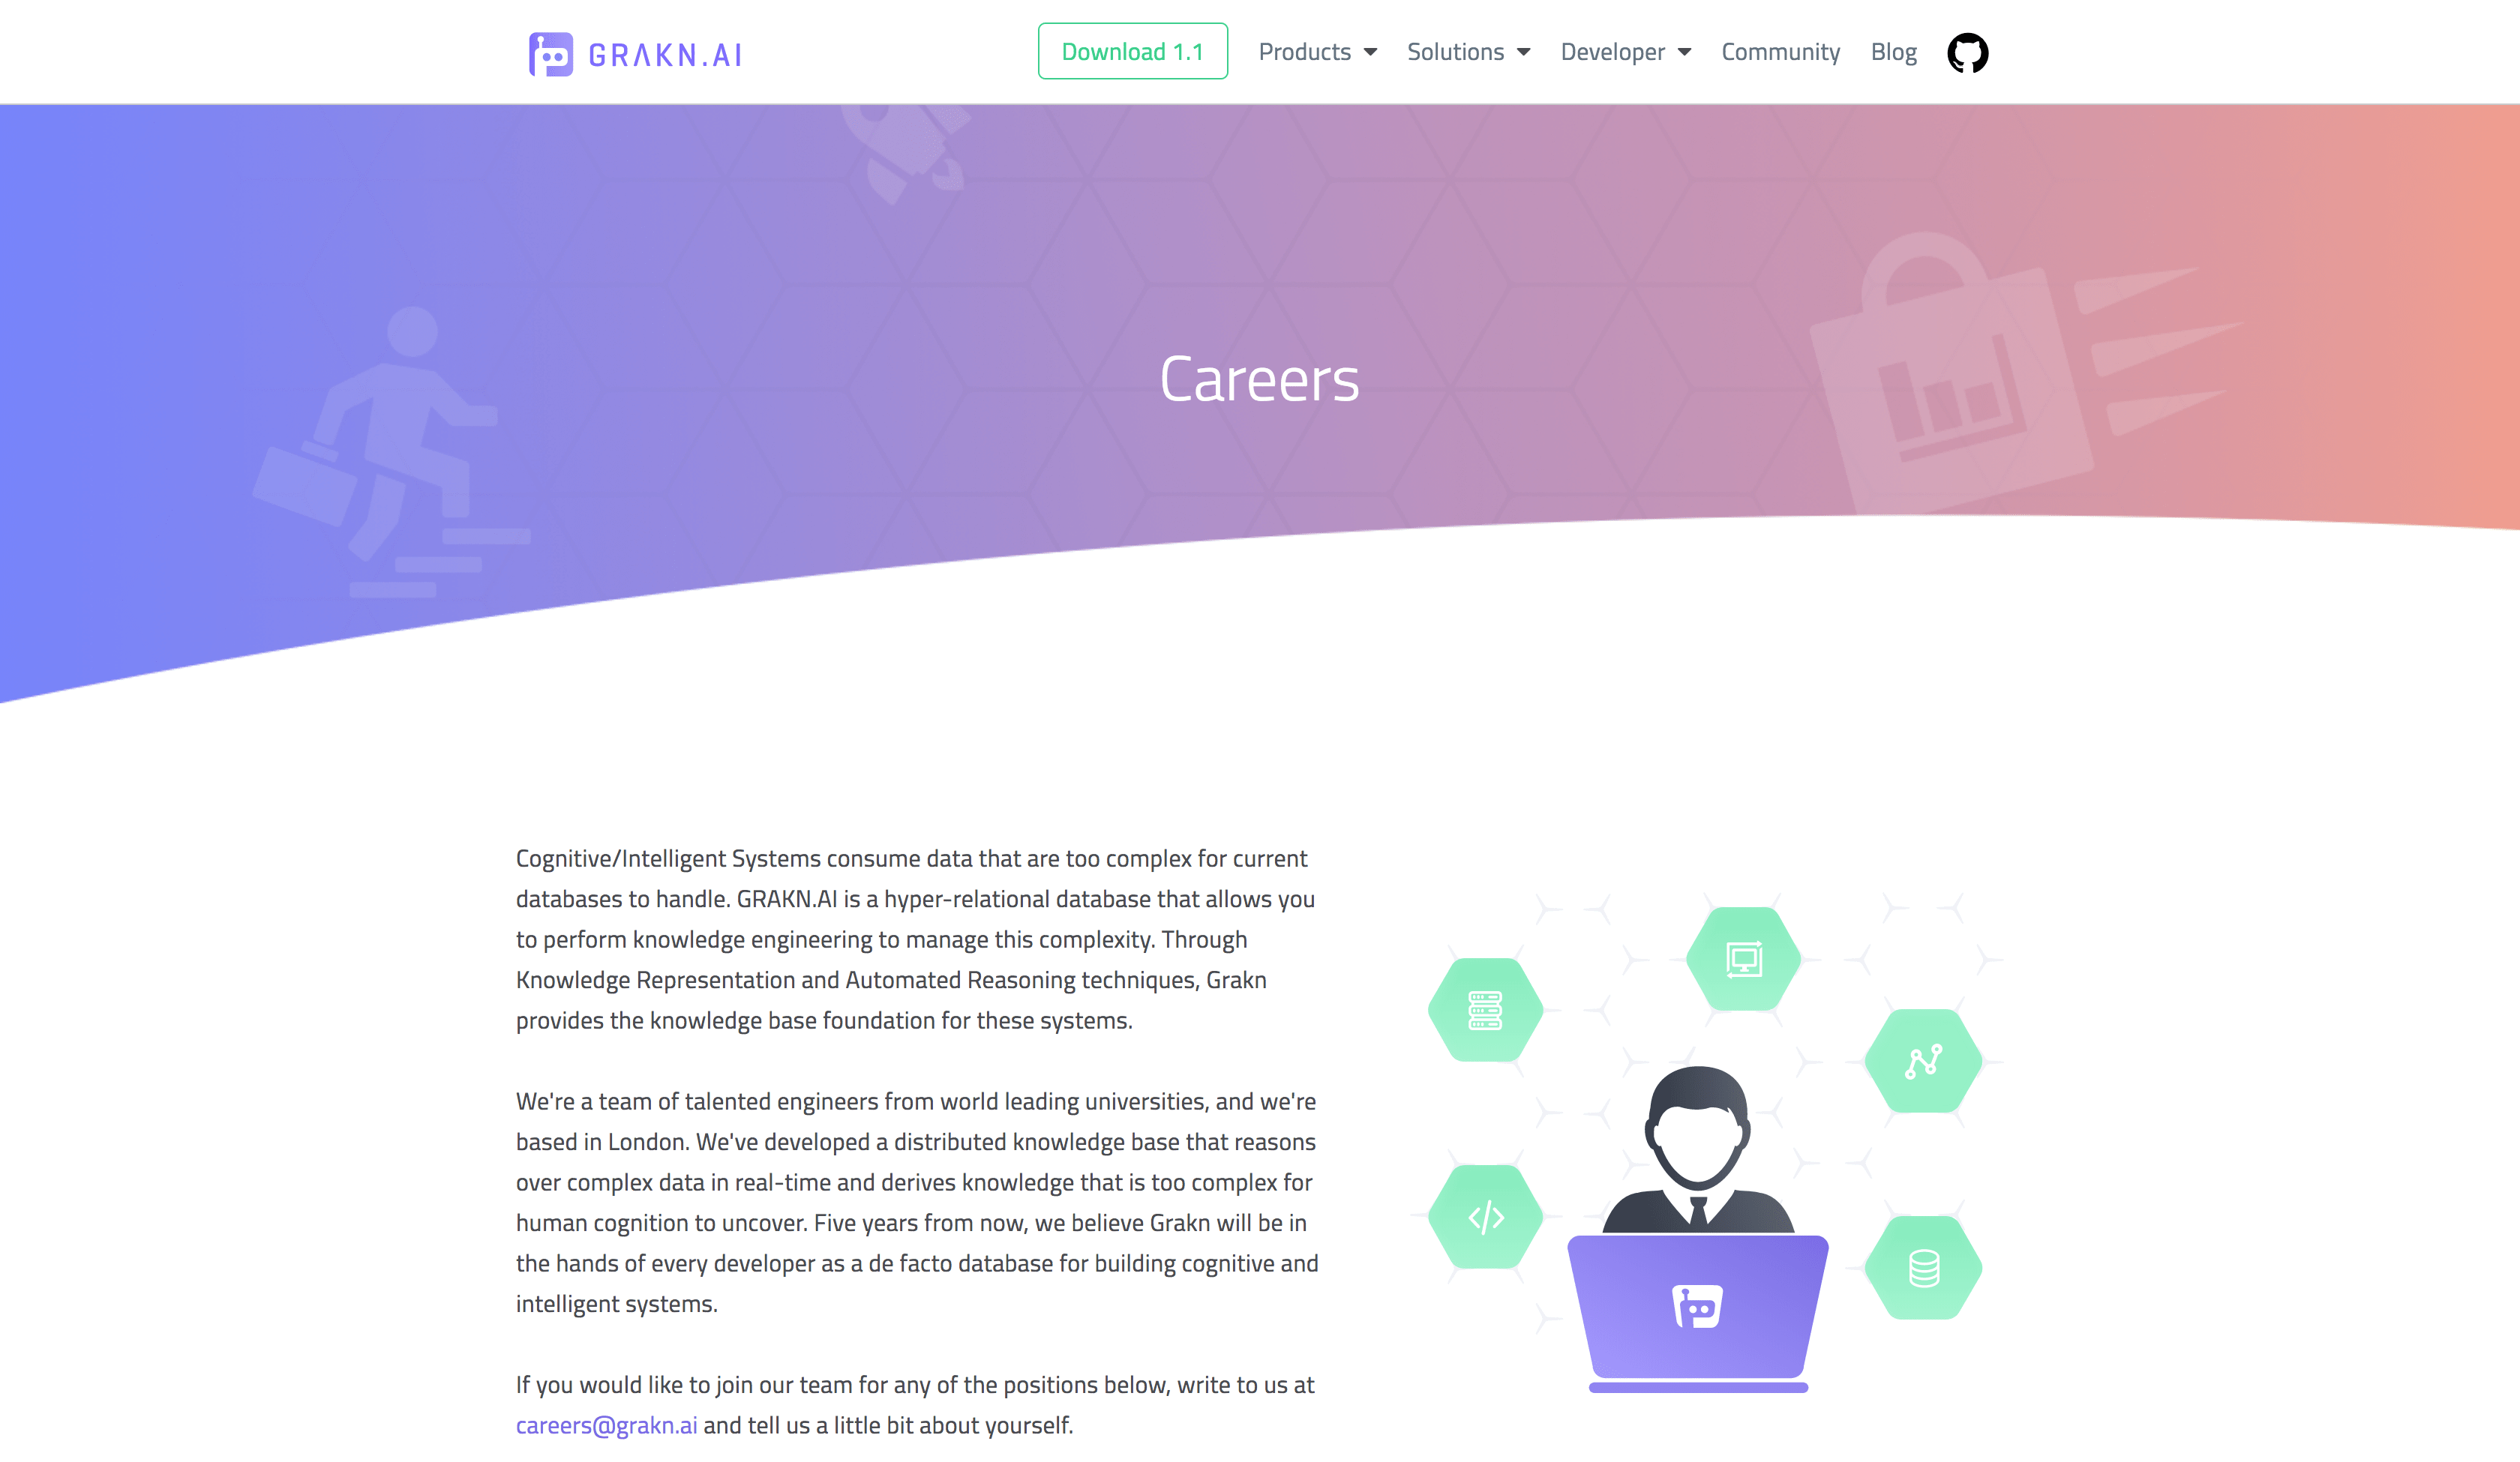 GRAKN.AI
Download 1.1
Products
Solutions
Developer
Community
Blog
Careers
Cognitive/Intelligent Systems consume data that are too complex for current
databases to handle. GRAKN.AI is a hyper-relational database that allows you
to perform knowledge engineering to manage this complexity. Through
Knowledge Representation and Automated Reasoning techniques, Grakn
provides the knowledge base foundation for these systems.
We're a team of talented engineers from world leading universities, and we're
based in London. We've developed a distributed knowledge base that reasons
over complex data in real-time and derives knowledge that is too complex for
human cognition to uncover. Five years from now, we believe Grakn will be in
the hands of every developer as a de facto database for building cognitive and
intelligent systems.
If you would like to join our team for any of the positions below, write to us at
careers@grakn.ai and tell us a little bit about yourself.